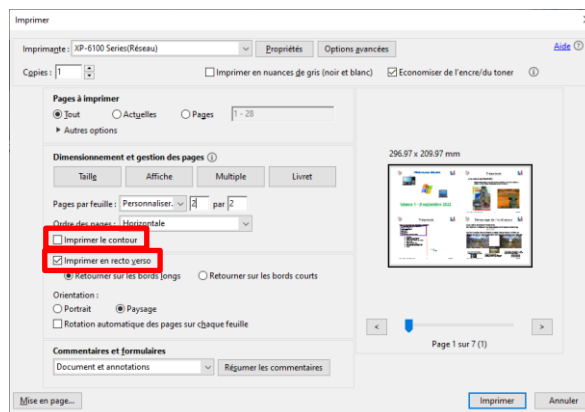 Imprimer
Imprimante : XP-6100 Series(Réseau) Propriétés Options avancées Aide
Copies : 1 Imprimer en nuances de gris (noir et blanc) Economiser de l'encre/du toner
Pages à imprimer
Tout Actuelles Pages 1 - 28
Autres options
Dimensionnement et gestion des pages
Taille Affiche Multiple Livret
Pages par feuille : Personnaliser. 2 par 2
Ordre des pages : Horizontale
Imprimer le contour
Imprimer en recto verso
Retourner sur les bords longs Retourner sur les bords courts
Orientation :
Portrait Paysage
Rotation automatique des pages sur chaque feuille
Commentaires et formulaires
Document et annotations Résumer les commentaires
296.97 x 209.97 mm
< >
Page 1 sur 7 (1)
Mise en page... Imprimer Annuler